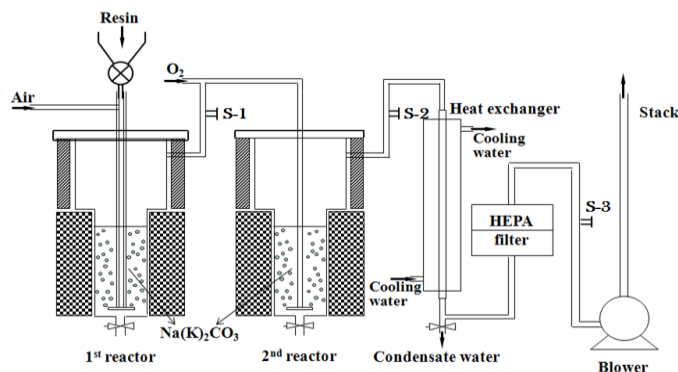 Resin
O₂
Air
S-1
S-2
Heat exchanger
Stack
Cooling
water
S-3
HEPA
filter
Cooling
water
Na(K)₂CO₃
1st reactor
2nd reactor
Condensate water
Blower